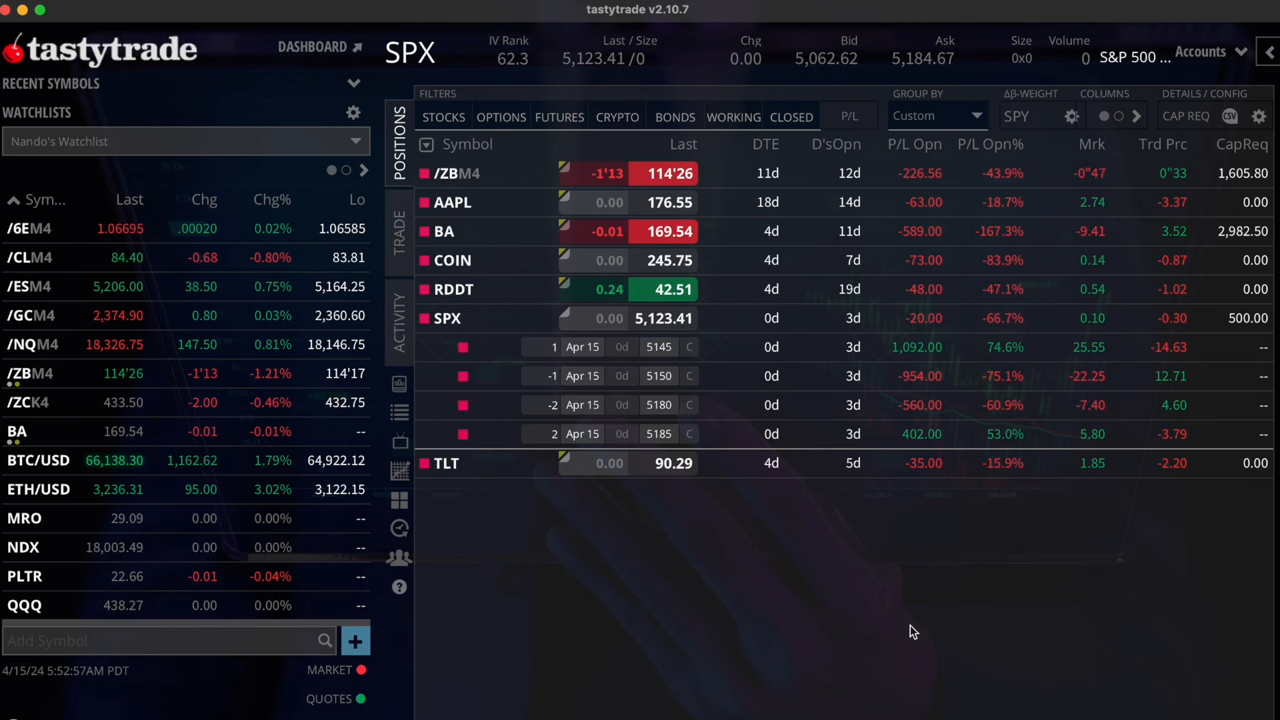 tastytrade v2.10.7
tastytrade DASHBOARD
SPX IV Rank 62.3 Last / Size 5,123.41 /0 Chg 0.00 Bid 5,062.62 Ask 5,184.67 Size 0x0 Volume 0 S&P 500 ... Accounts
RECENT SYMBOLS
WATCHLISTS
Nando's Watchlist
Sym... Last Chg Chg% Lo
/6EM4 1.06695 .00020 0.02% 1.06585
/CLM4 84.40 -0.68 -0.80% 83.81
/ESM4 5,206.00 38.50 0.75% 5,164.25
/GCM4 2,374.90 0.80 0.03% 2,360.60
/NQM4 18,326.75 147.50 0.81% 18,146.75
/ZBM4 114'26 -1'13 -1.21% 114'17
/ZCK4 433.50 -2.00 -0.46% 432.75
BA 169.54 -0.01 -0.01% --
BTC/USD 66,138.30 1,162.62 1.79% 64,922.12
ETH/USD 3,236.31 95.00 3.02% 3,122.15
MRO 29.09 0.00 0.00% --
NDX 18,003.49 0.00 0.00% --
PLTR 22.66 -0.01 -0.04% --
QQQ 438.27 0.00 0.00% --
Add Symbol
4/15/24 5:52:57AM PDT MARKET
QUOTES
POSITIONS
TRADE
ACTIVITY
FILTERS GROUP BY Δβ-WEIGHT COLUMNS DETAILS / CONFIG
STOCKS OPTIONS FUTURES CRYPTO BONDS WORKING CLOSED P/L Custom SPY CAP REQ CSV
Symbol Last DTE D'sOpn P/L Opn P/L Opn% Mrk Trd Prc CapReq
/ZBM4 -1'13 114'26 11d 12d -226.56 -43.9% -0"47 0"33 1,605.80
AAPL 0.00 176.55 18d 14d -63.00 -18.7% 2.74 -3.37 0.00
BA -0.01 169.54 4d 11d -589.00 -167.3% -9.41 3.52 2,982.50
COIN 0.00 245.75 4d 7d -73.00 -83.9% 0.14 -0.87 0.00
RDDT 0.24 42.51 4d 19d -48.00 -47.1% 0.54 -1.02 0.00
SPX 0.00 5,123.41 0d 3d -20.00 -66.7% 0.10 -0.30 500.00
1 Apr 15 0d 5145 C 0d 3d 1,092.00 74.6% 25.55 -14.63 --
-1 Apr 15 0d 5150 C 0d 3d -954.00 -75.1% -22.25 12.71 --
-2 Apr 15 0d 5180 C 0d 3d -560.00 -60.9% -7.40 4.60 --
2 Apr 15 0d 5185 C 0d 3d 402.00 53.0% 5.80 -3.79 --
TLT 0.00 90.29 4d 5d -35.00 -15.9% 1.85 -2.20 0.00